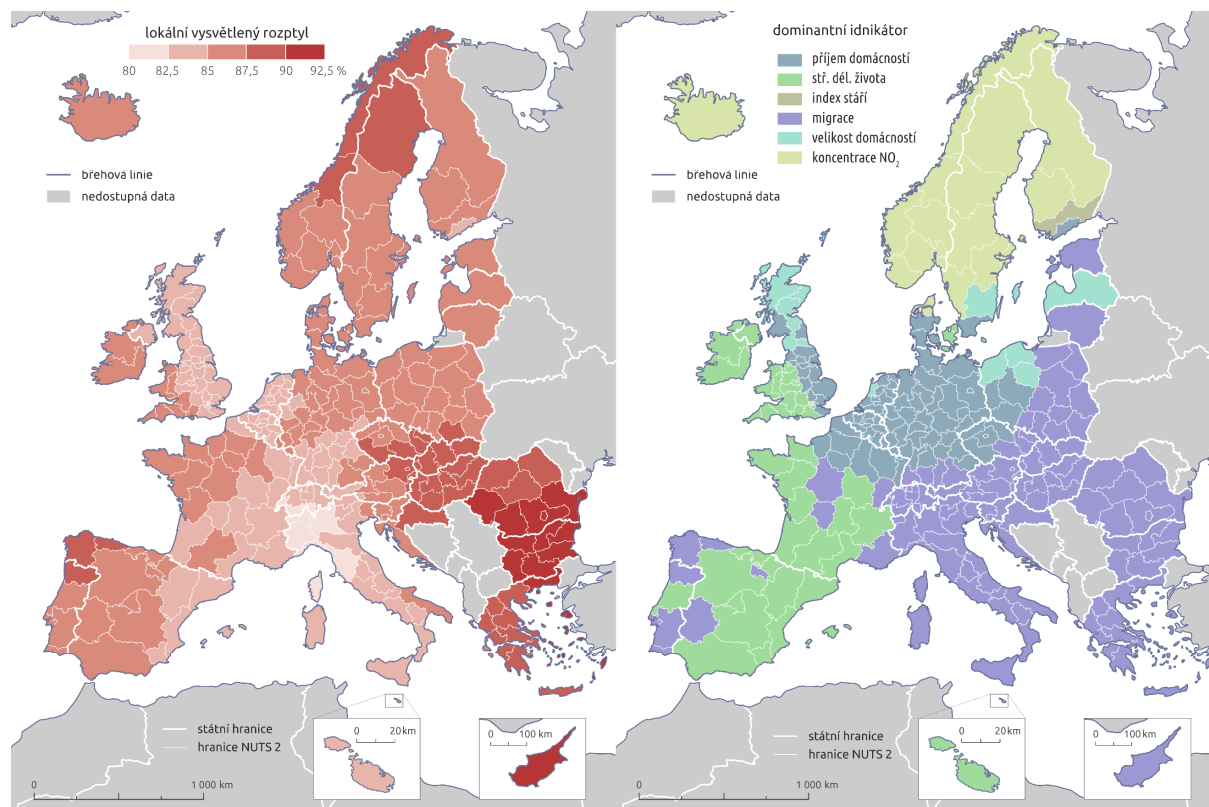 lokální vysvětlený rozptyl
80 82,5 85 87,5 90 92,5 %
břehová linie
nedostupná data
státní hranice
hranice NUTS 2
0 1 000 km
0 20 km
0 100 km
dominantní idnikátor
příjem domácností
stř. dél. života
index stáří
migrace
velikost domácností
koncentrace NO₂
břehová linie
nedostupná data
státní hranice
hranice NUTS 2
0 1 000 km
0 20 km
0 100 km